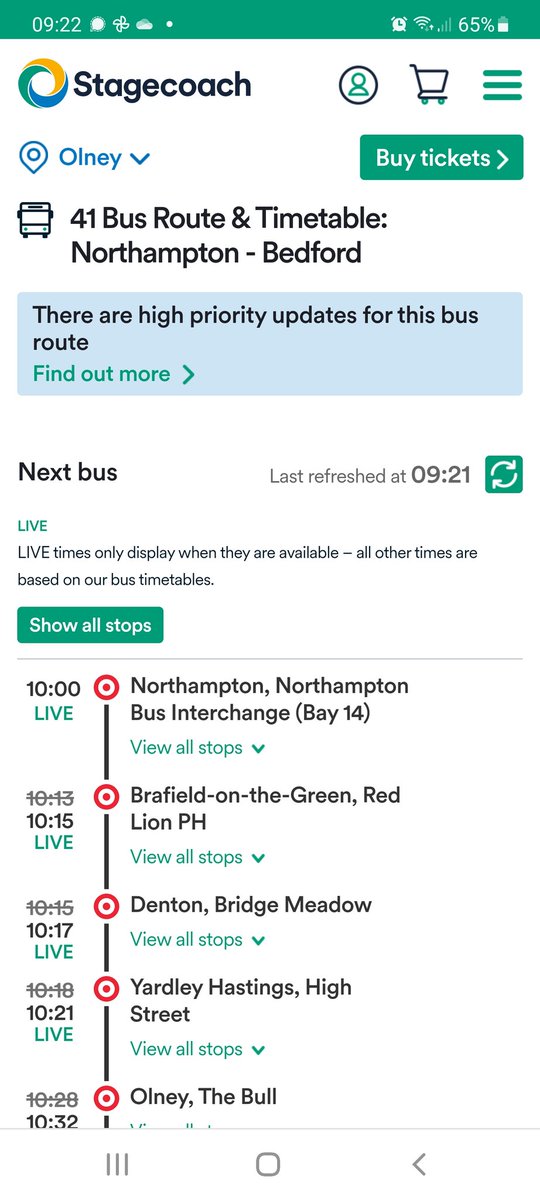 09:22 65%
Stagecoach
Olney
Buy tickets
41 Bus Route & Timetable:
Northampton - Bedford
There are high priority updates for this bus
route
Find out more
Next bus
Last refreshed at 09:21
LIVE
LIVE times only display when they are available – all other times are
based on our bus timetables.
Show all stops
10:00
LIVE
Northampton, Northampton
Bus Interchange (Bay 14)
View all stops
10:13
10:15
LIVE
Brafield-on-the-Green, Red
Lion PH
View all stops
10:15
10:17
LIVE
Denton, Bridge Meadow
View all stops
10:18
10:21
LIVE
Yardley Hastings, High
Street
View all stops
10:28
10:32
Olney, The Bull